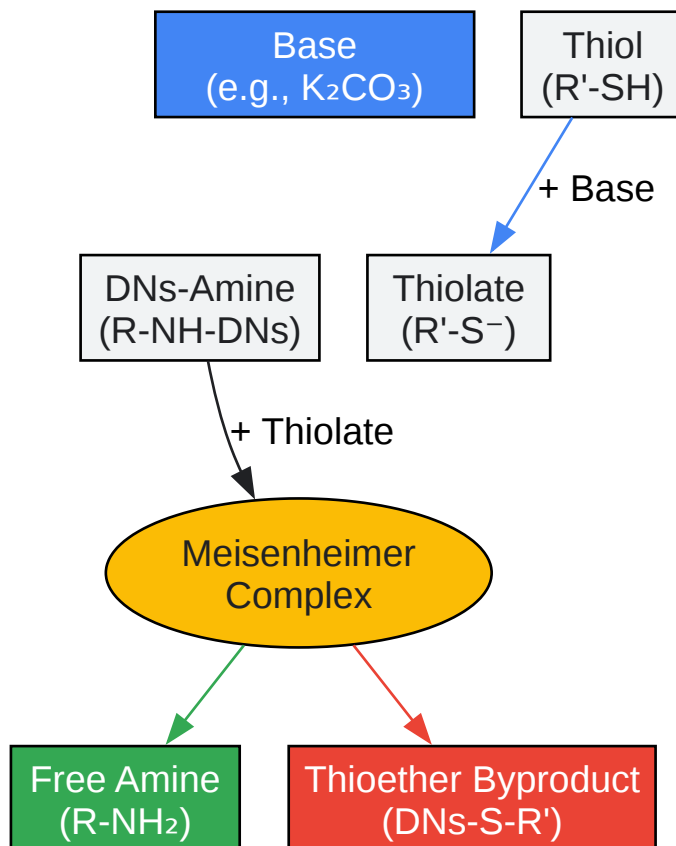 Base
(e.g., K₂CO₃)
Thiol
(R'-SH)
+ Base
DNs-Amine
(R-NH-DNs)
Thiolate
(R'-S⁻)
+ Thiolate
Meisenheimer
Complex
Free Amine
(R-NH₂)
Thioether Byproduct
(DNs-S-R')